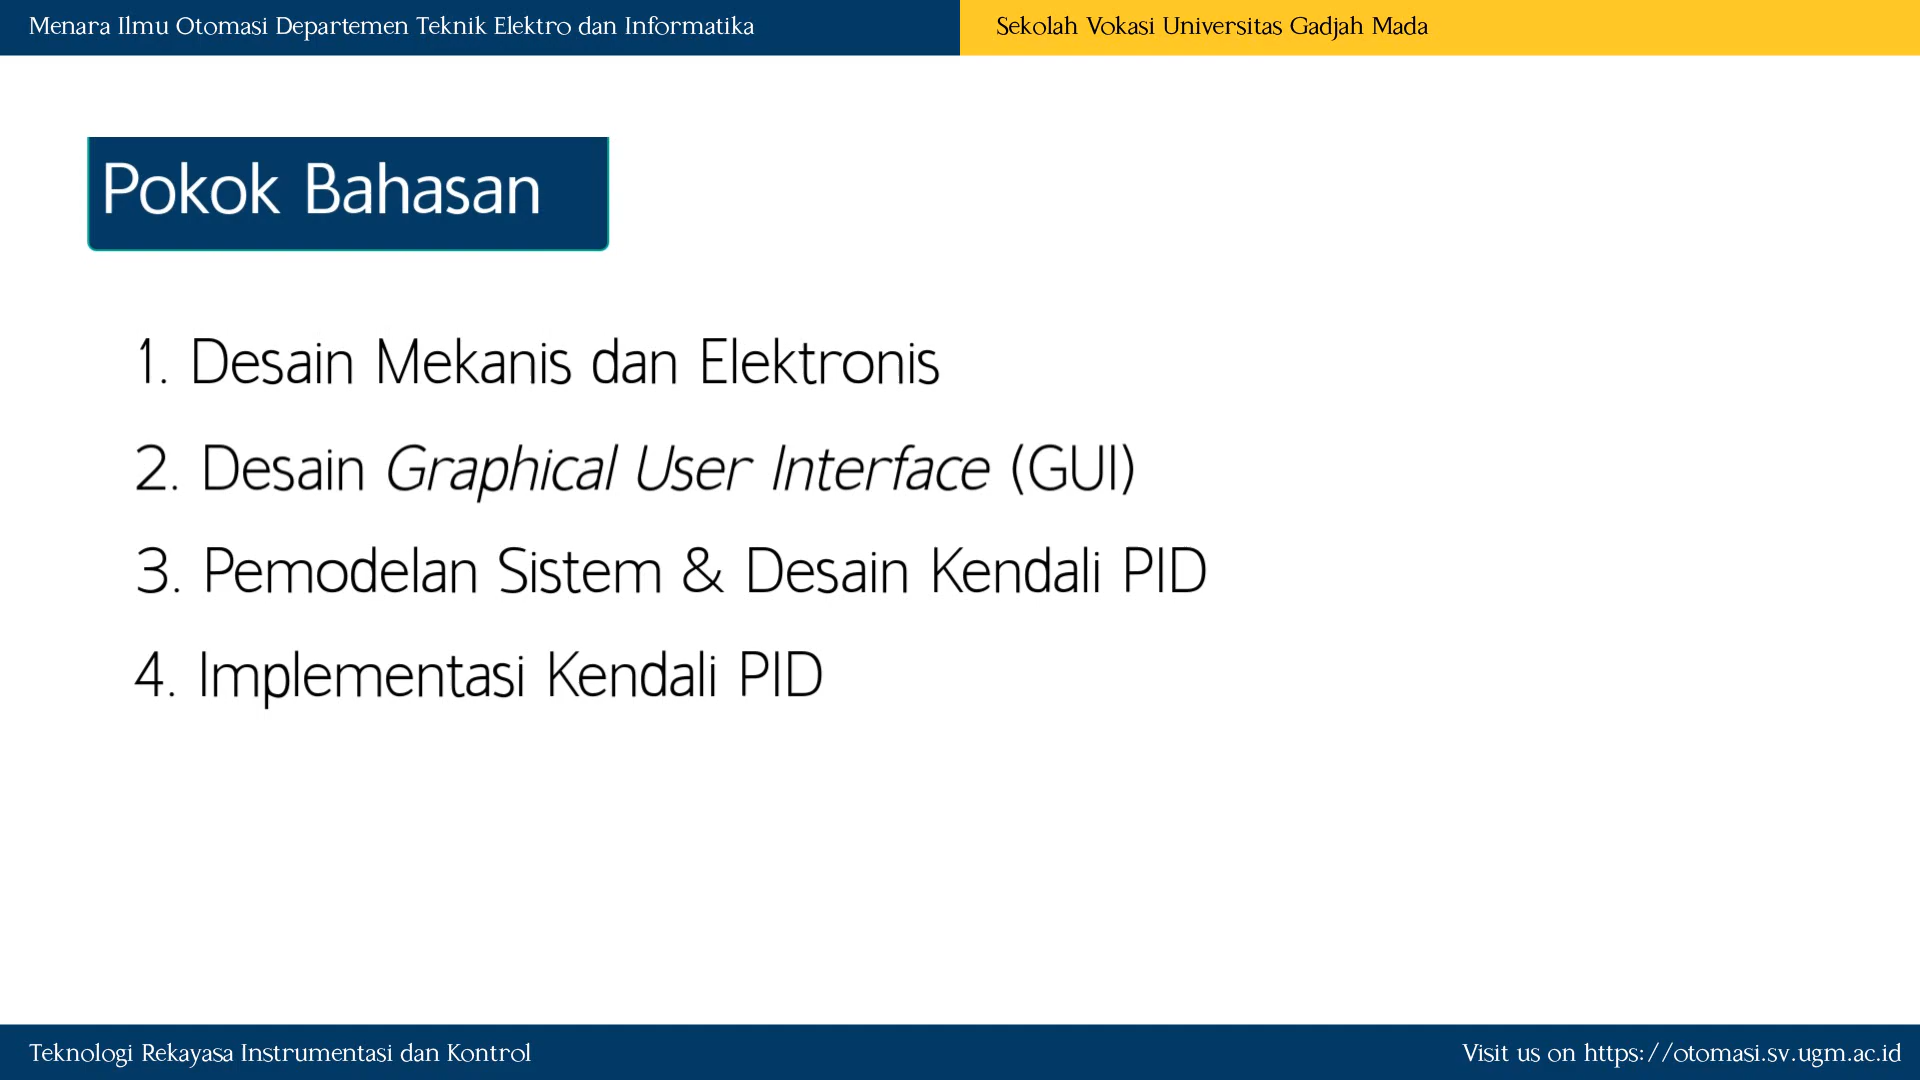 Menara Ilmu Otomasi Departemen Teknik Elektro dan Informatika
Sekolah Vokasi Universitas Gadjah Mada
Pokok Bahasan
1. Desain Mekanis dan Elektronis
2. Desain Graphical User Interface (GUI)
3. Pemodelan Sistem & Desain Kendali PID
4. Implementasi Kendali PID
Teknologi Rekayasa Instrumentasi dan Kontrol
Visit us on https://otomasi.sv.ugm.ac.id